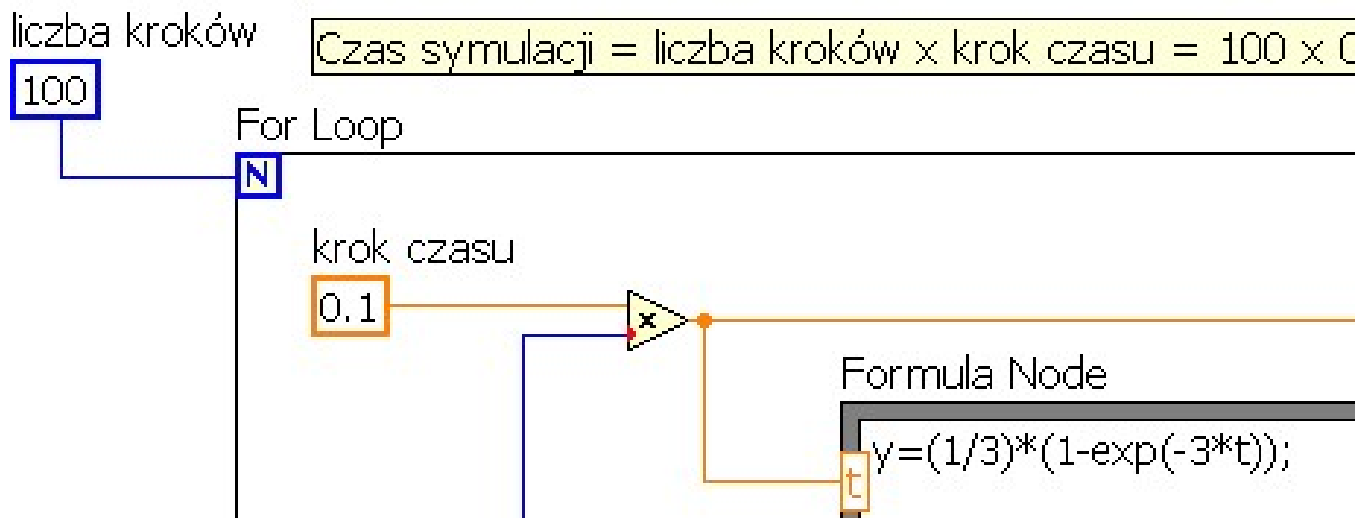 liczba kroków
100
Czas symulacji = liczba kroków x krok czasu = 100 x
For Loop
N
krok czasu
0.1
x
Formula Node
y=(1/3)*(1-exp(-3*t));
t